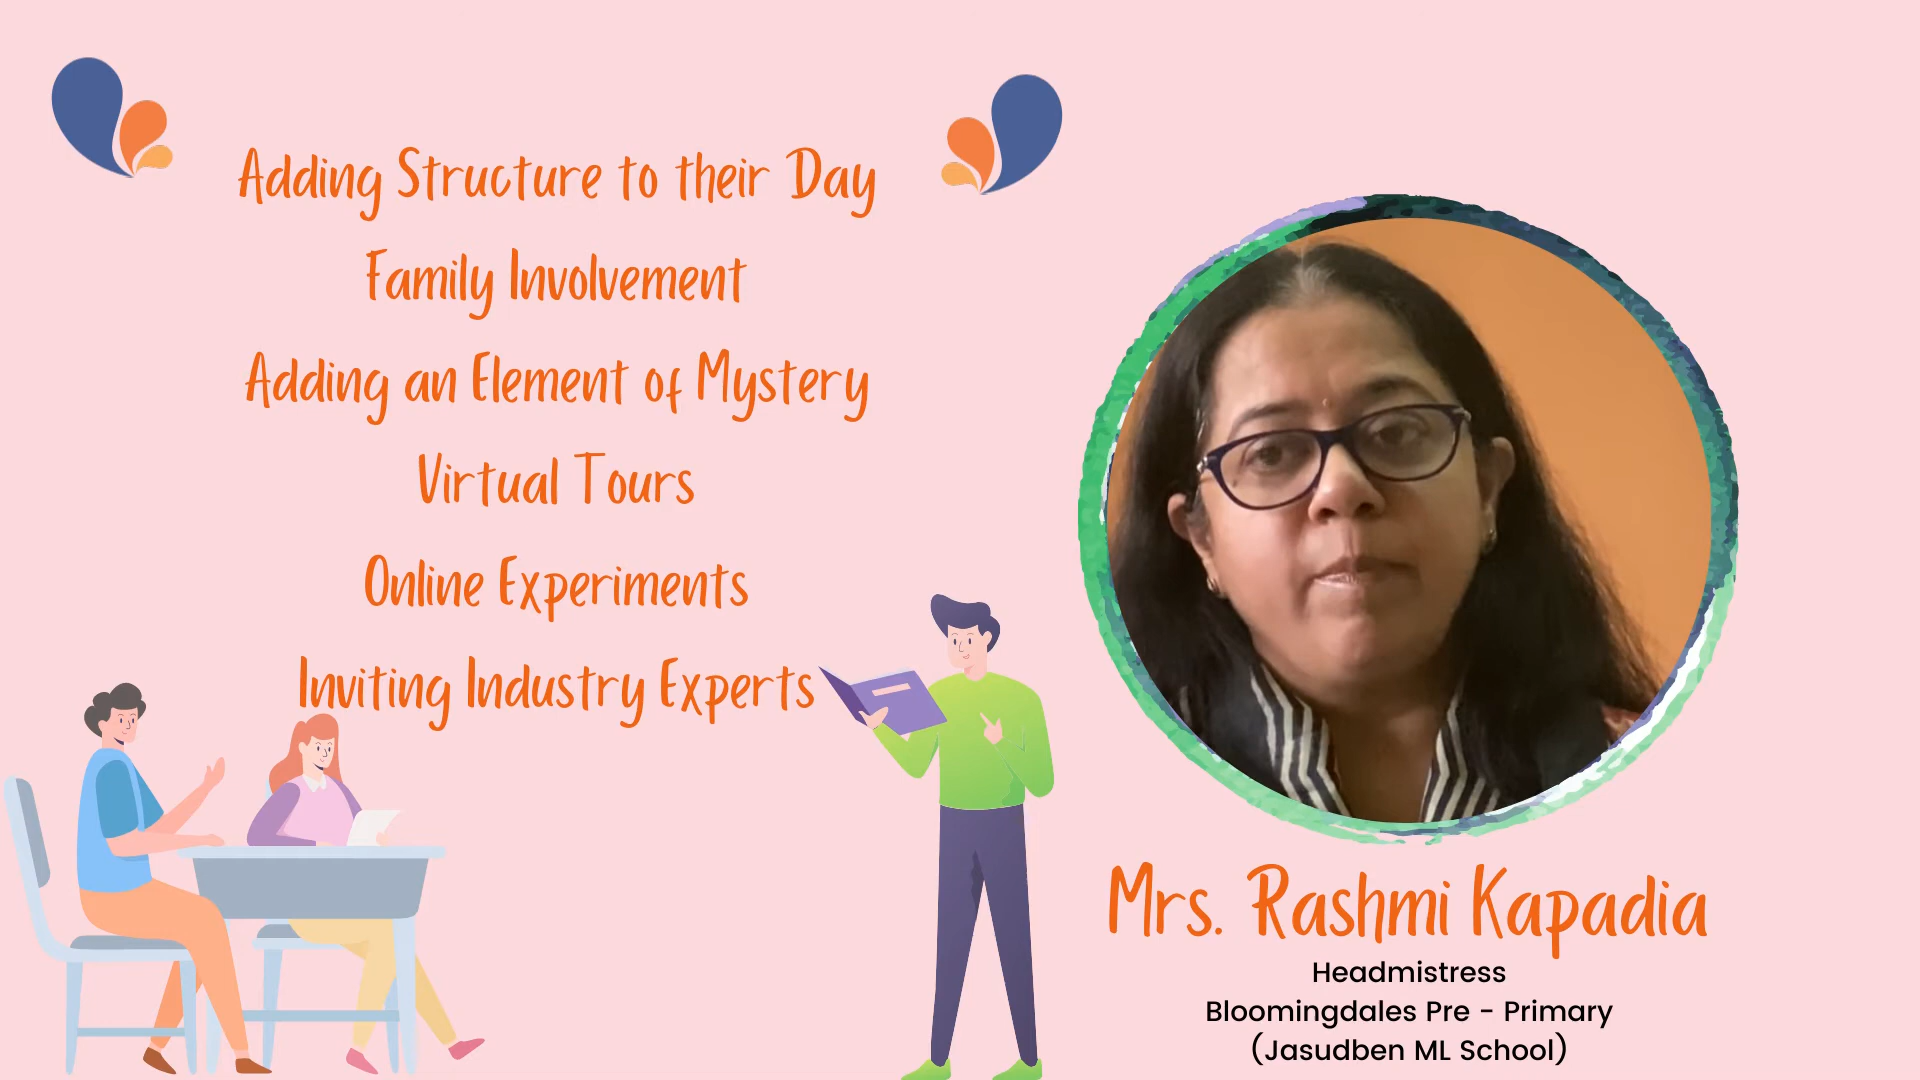 Adding Structure to their Day
Family Involvement
Adding an Element of Mystery
Virtual Tours
Online Experiments
Inviting Industry Experts
Mrs. Rashmi Kapadia
Headmistress
Bloomingdales Pre - Primary
(Jasudben ML School)